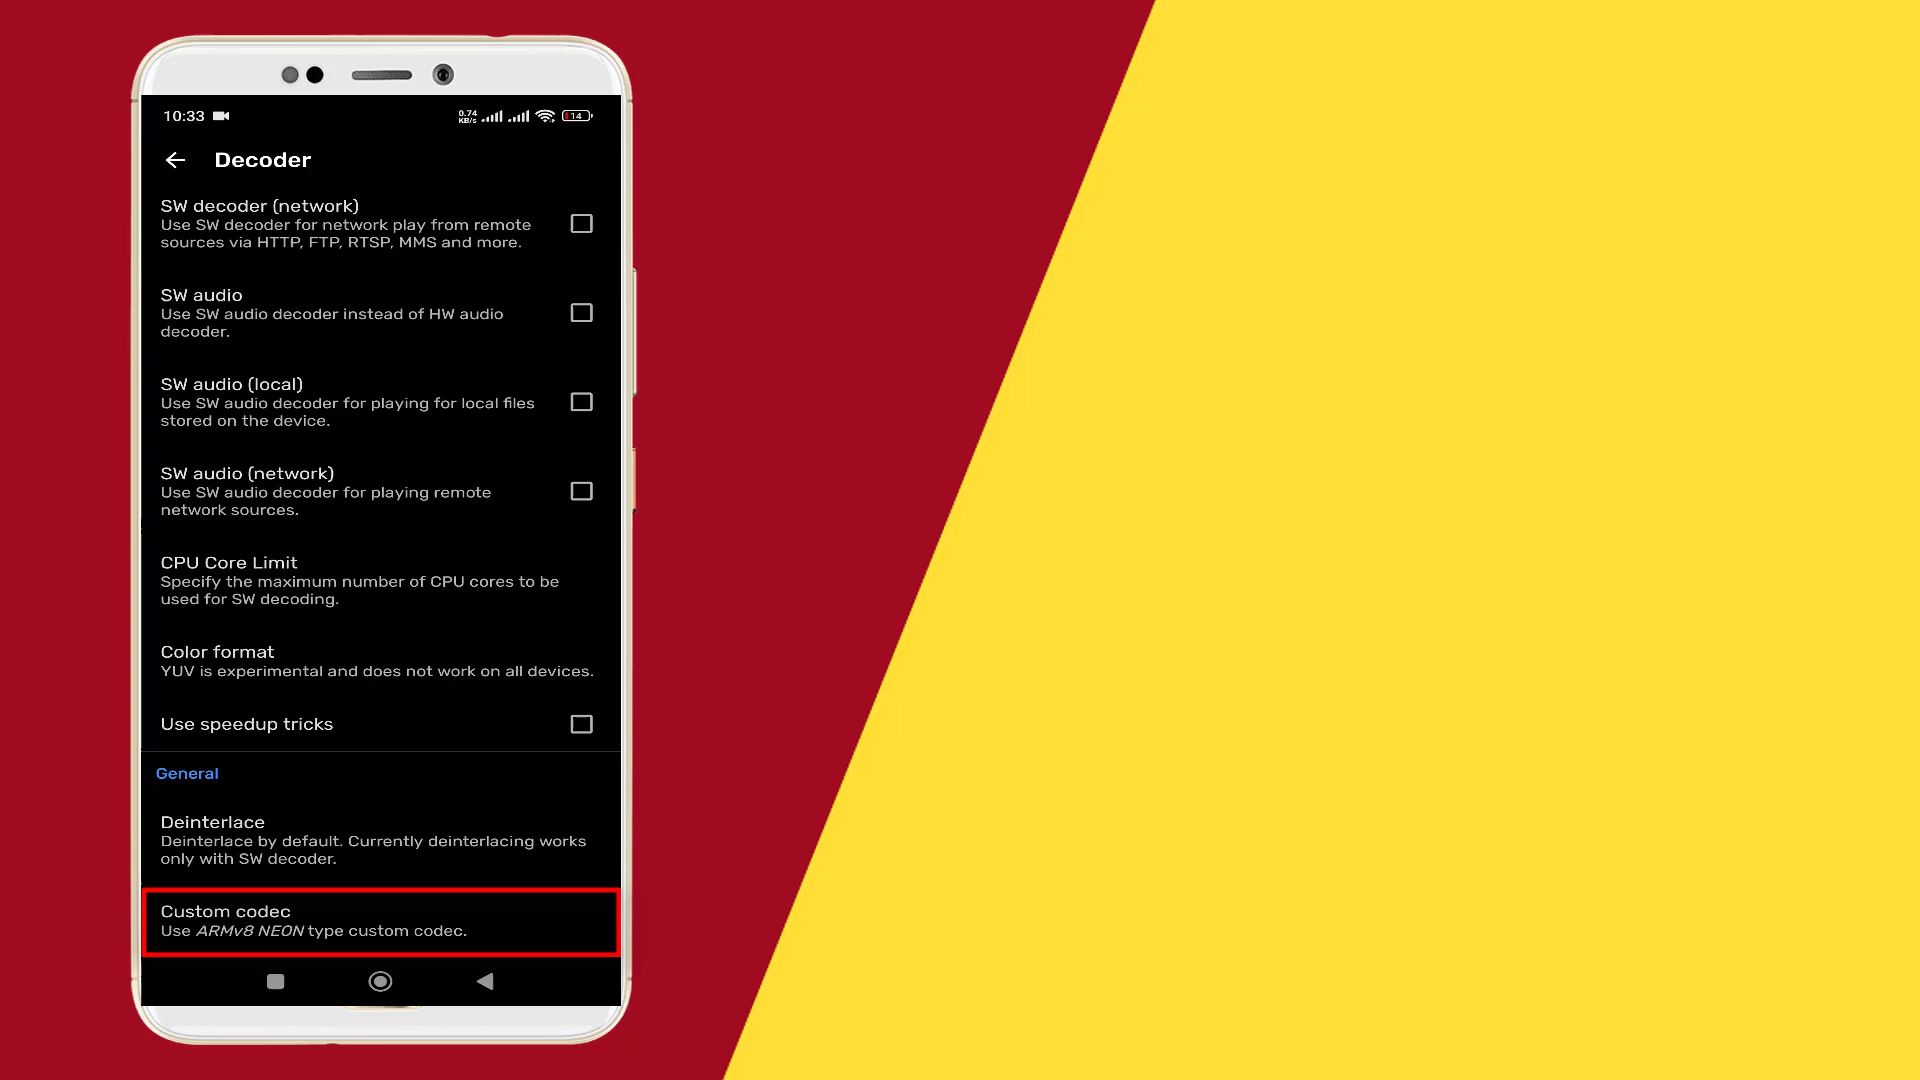 10:33
0.74
KB/s
14
Decoder
SW decoder (network)
Use SW decoder for network play from remote
sources via HTTP, FTP, RTSP, MMS and more.
SW audio
Use SW audio decoder instead of HW audio
decoder.
SW audio (local)
Use SW audio decoder for playing for local files
stored on the device.
SW audio (network)
Use SW audio decoder for playing remote
network sources.
CPU Core Limit
Specify the maximum number of CPU cores to be
used for SW decoding.
Color format
YUV is experimental and does not work on all devices.
Use speedup tricks
General
Deinterlace
Deinterlace by default. Currently deinterlacing works
only with SW decoder.
Custom codec
Use ARMv8 NEON type custom codec.